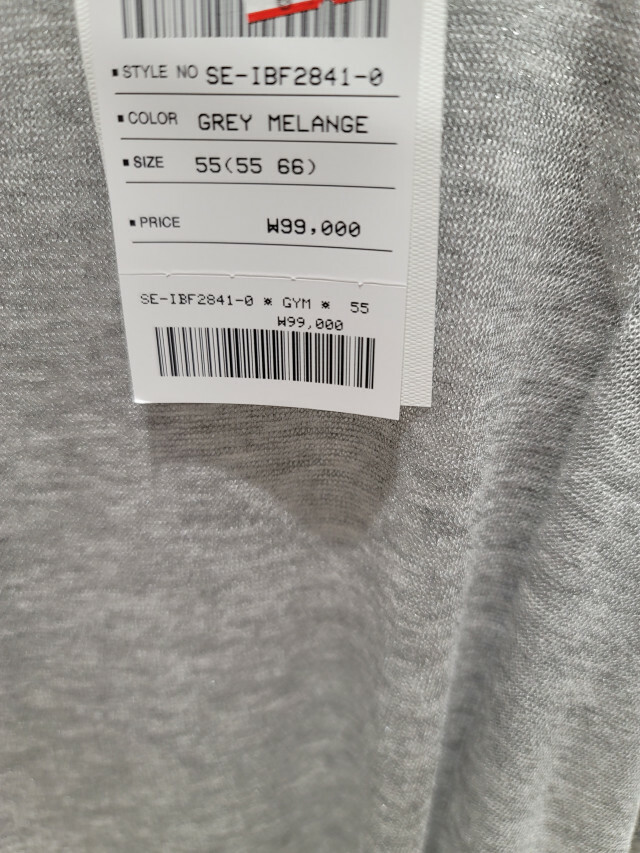 STYLE NO SE-IBF2841-0
COLOR GREY MELANGE
SIZE 55(55 66)
PRICE ₩99,000
SE-IBF2841-0 * GYM * 55
₩99,000